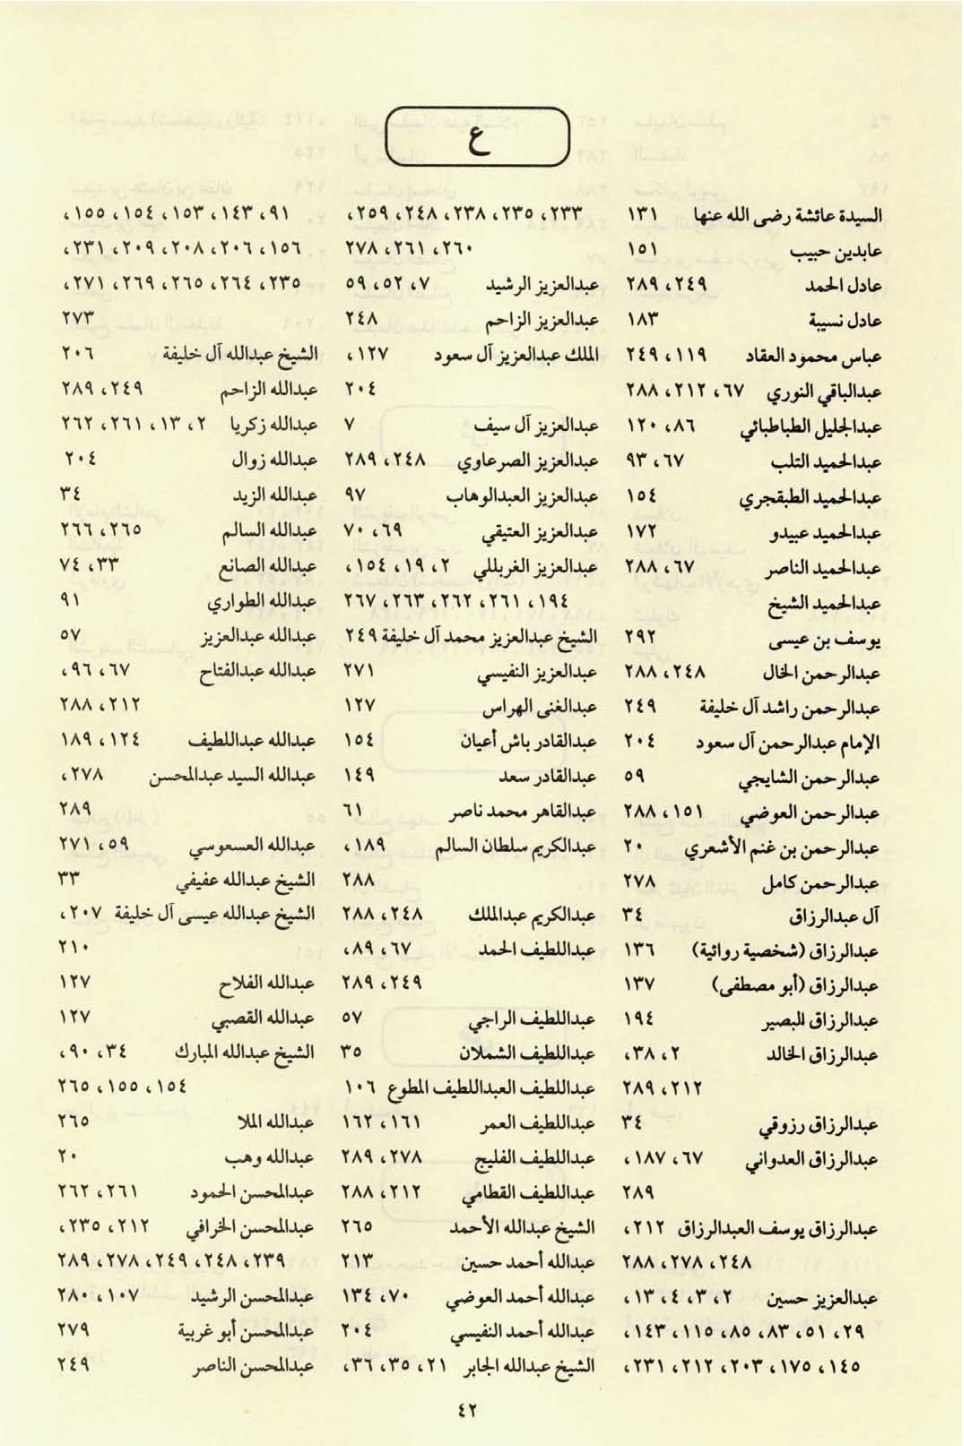 ع
السيدة عائشة رضى الله عنها ١٣١
عابدين حبيب ١٥١
عادل الحمد ٢٤٩، ٢٨٩
عادل نسيبة ١٨٣
عباس محمود العقاد ١١٩، ٢٤٩
عبدالباقي النوري ٦٧، ٢١٢، ٢٨٨
عبدالجليل الطباطبائي ٨٦، ١٢٠
عبدالحميد التلب ٦٧، ٩٣
عبدالحميد الطبقجري ١٥٤
عبدالحميد عبيدو ١٧٢
عبدالحميد الناصر ٦٧، ٢٨٨
عبدالحميد الشيخ
يوسف بن عيسى ٢٩٢
عبدالرحمن الخال ٢٤٨، ٢٨٨
عبدالرحمن راشد آل خليفة ٢٤٩
الإمام عبدالرحمن آل سعود ٢٠٤
عبدالرحمن الشايجي ٥٩
عبدالرحمن العوضي ١٥١، ٢٨٨
عبدالرحمن بن غنم الأشعري ٢٠
عبدالرحمن كامل ٢٧٨
آل عبدالرزاق ٣٤
عبدالرزاق (شخصية روائية) ١٣٦
عبدالرزاق (أبو مصطفى) ١٣٧
عبدالرزاق البصير ١٩٤
عبدالرزاق الخالد ٢، ٣٨،
٢١٢، ٢٨٩
عبدالرزاق رزوقي ٣٤
عبدالرزاق العدواني ٦٧، ١٨٧،
٢٨٩
عبدالرزاق يوسف العبدالرزاق ٢١٢،
٢٤٨، ٢٧٨، ٢٨٨
عبدالعزيز حسين ٢، ٣، ٤، ١٣،
٢٩، ٥١، ٨٣، ٨٥، ١١٥، ١٤٣،
١٤٥، ١٧٥، ٢٠٣، ٢١٢، ٢٣١،
٢٣٣، ٢٣٥، ٢٣٨، ٢٤٨، ٢٥٩،
٢٦٠، ٢٦١، ٢٧٨
عبدالعزيز الرشيد ٧، ٥٢، ٥٩
عبدالعزيز الزاحم ٢٤٨
الملك عبدالعزيز آل سعود ١٢٧،
٢٠٤
عبدالعزيز آل سيف ٧
عبدالعزيز الصرعاوي ٢٤٨، ٢٨٩
عبدالعزيز العبدالوهاب ٩٧
عبدالعزيز العتيقي ٦٩، ٧٠
عبدالعزيز الغربللي ٢، ١٩، ١٥٤،
١٩٤، ٢٦١، ٢٦٢، ٢٦٣، ٢٦٧
الشيخ عبدالعزيز محمد آل خليفة ٢٤٩
عبدالعزيز النفيسي ٢٧١
عبدالغنى الهراس ١٢٧
عبدالقادر باش أعيان ١٥٤
عبدالقادر سعد ١٤٩
عبدالقاهر محمد ناصر ٦١
عبدالكريم سلطان السالم ١٨٩،
٢٨٨
عبدالكريم عبدالملك ٢٤٨، ٢٨٨
عبداللطيف الحمد ٦٧، ٨٩،
٢٤٩، ٢٨٩
عبداللطيف الراجي ٥٧
عبداللطيف الشملان ٣٥
عبداللطيف العبداللطيف المطوع ١٠٦
عبداللطيف العمر ١٦١، ١٦٢
عبداللطيف الفليج ٢٧٨، ٢٨٩
عبداللطيف القطامي ٢١٢، ٢٨٨
الشيخ عبدالله الأحمد ٢٦٥
عبدالله أحمد حسين ٢١٣
عبدالله أحمد العوضي ٧٠، ١٣٤
عبدالله أحمد النفيسي ٢٠٤
الشيخ عبدالله الجابر ٢١، ٣٥، ٣٦،
٩١، ١٤٣، ١٥٣، ١٥٤، ١٥٥،
١٥٦، ٢٠٦، ٢٠٨، ٢٠٩، ٢٣١،
٢٣٥، ٢٦٤، ٢٦٥، ٢٦٩، ٢٧١،
٢٧٣
الشيخ عبدالله آل خليفة ٢٠٦
عبدالله الزاحم ٢٤٩، ٢٨٩
عبدالله زكريا ٢، ١٣، ٢٦١، ٢٦٢
عبدالله زوال ٢٠٤
عبدالله الزيد ٣٤
عبدالله السالم ٢٦٥، ٢٦٦
عبدالله الصانع ٣٣، ٧٤
عبدالله الطواري ٩١
عبدالله عبدالعزيز ٥٧
عبدالله عبدالفتاح ٦٧، ٩٦،
٢١٢، ٢٨٨
عبدالله عبداللطيف ١٢٤، ١٨٩
عبدالله السيد عبدالمحسن ٢٧٨،
٢٨٩
عبدالله العسعوسي ٥٩، ٢٧١
الشيخ عبدالله عفيفي ٣٣
الشيخ عبدالله عيسى آل خليفة ٢٠٧،
٢١٠
عبدالله الفلاح ١٢٧
عبدالله القصبي ١٢٧
الشيخ عبدالله المبارك ٣٤، ٩٠،
١٥٤، ١٥٥، ٢٦٥
عبدالله الملا ٢٦٥
عبدالله وهب ٢٠
عبدالمحسن الحمود ٢٦١، ٢٦٢
عبدالمحسن الخرافي ٢١٢، ٢٣٥،
٢٣٩، ٢٤٨، ٢٤٩، ٢٧٨، ٢٨٩
عبدالمحسن الرشيد ١٠٧، ٢٨٠
عبدالمحسن أبو غربية ٢٧٩
عبدالمحسن الناصر ٢٤٩
٤٢